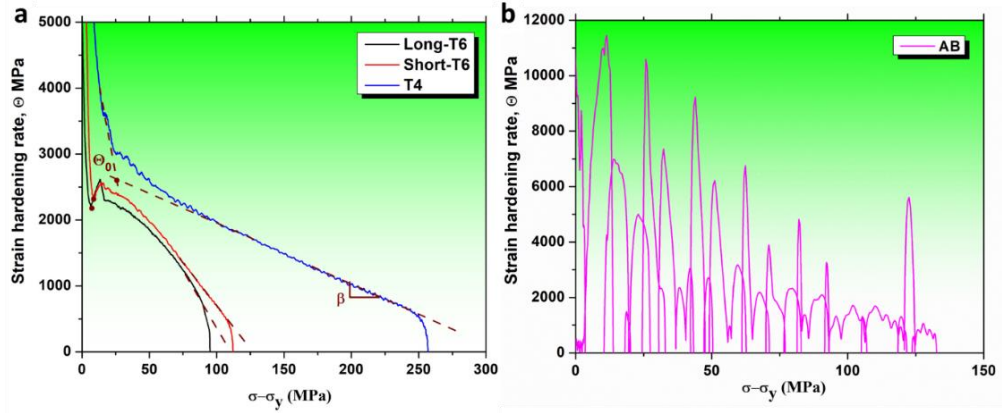 a
5000
4000
3000
2000
1000
0
Strain hardening rate, Θ MPa
Long-T6
Short-T6
T4
Θ0
β
0 50 100 150 200 250 300
σ−σy (MPa)
b
12000
10000
8000
6000
4000
2000
0
Strain hardening rate, Θ MPa
AB
0 50 100 150
σ−σy (MPa)